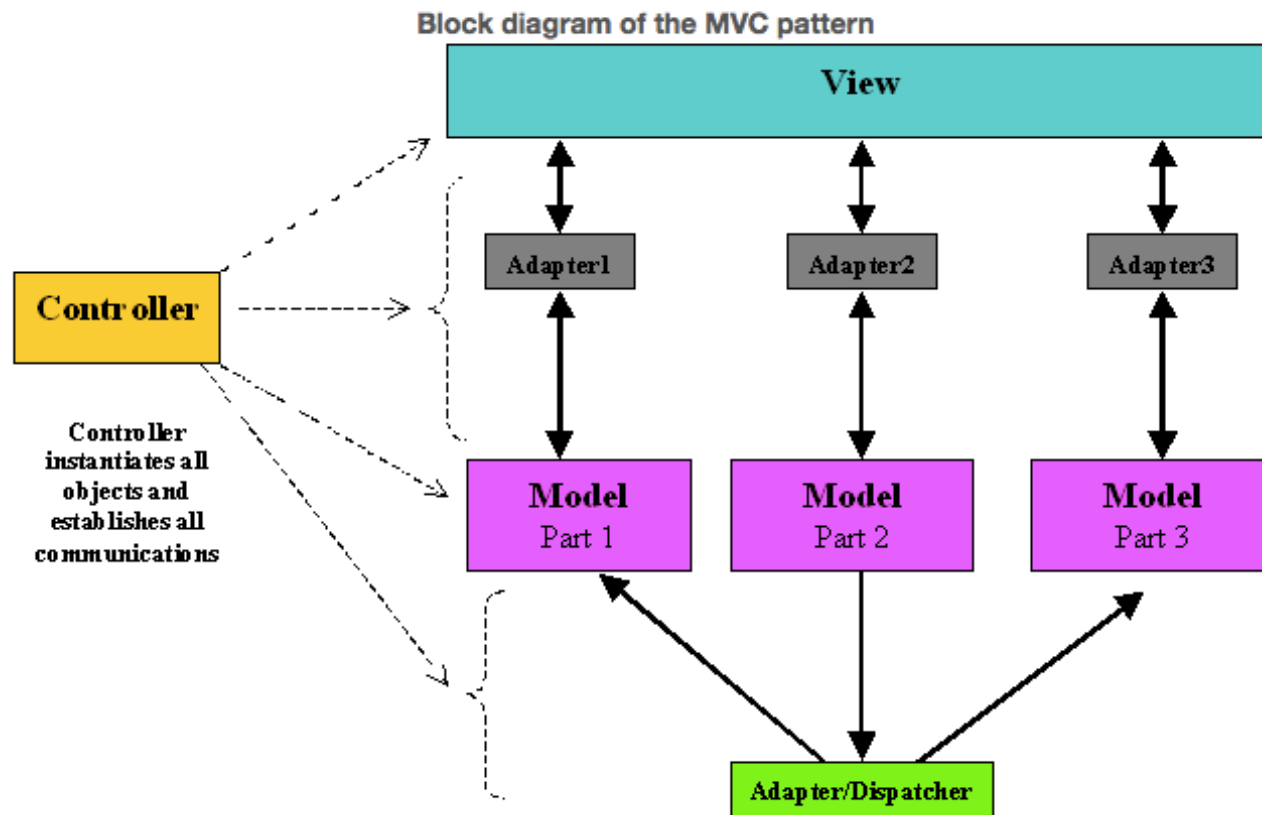 Block diagram of the MVC pattern
View
Adapter1
Adapter2
Adapter3
Controller
Controller
instantiates all
objects and
establishes all
communications
Model
Part 1
Model
Part 2
Model
Part 3
Adapter/Dispatcher